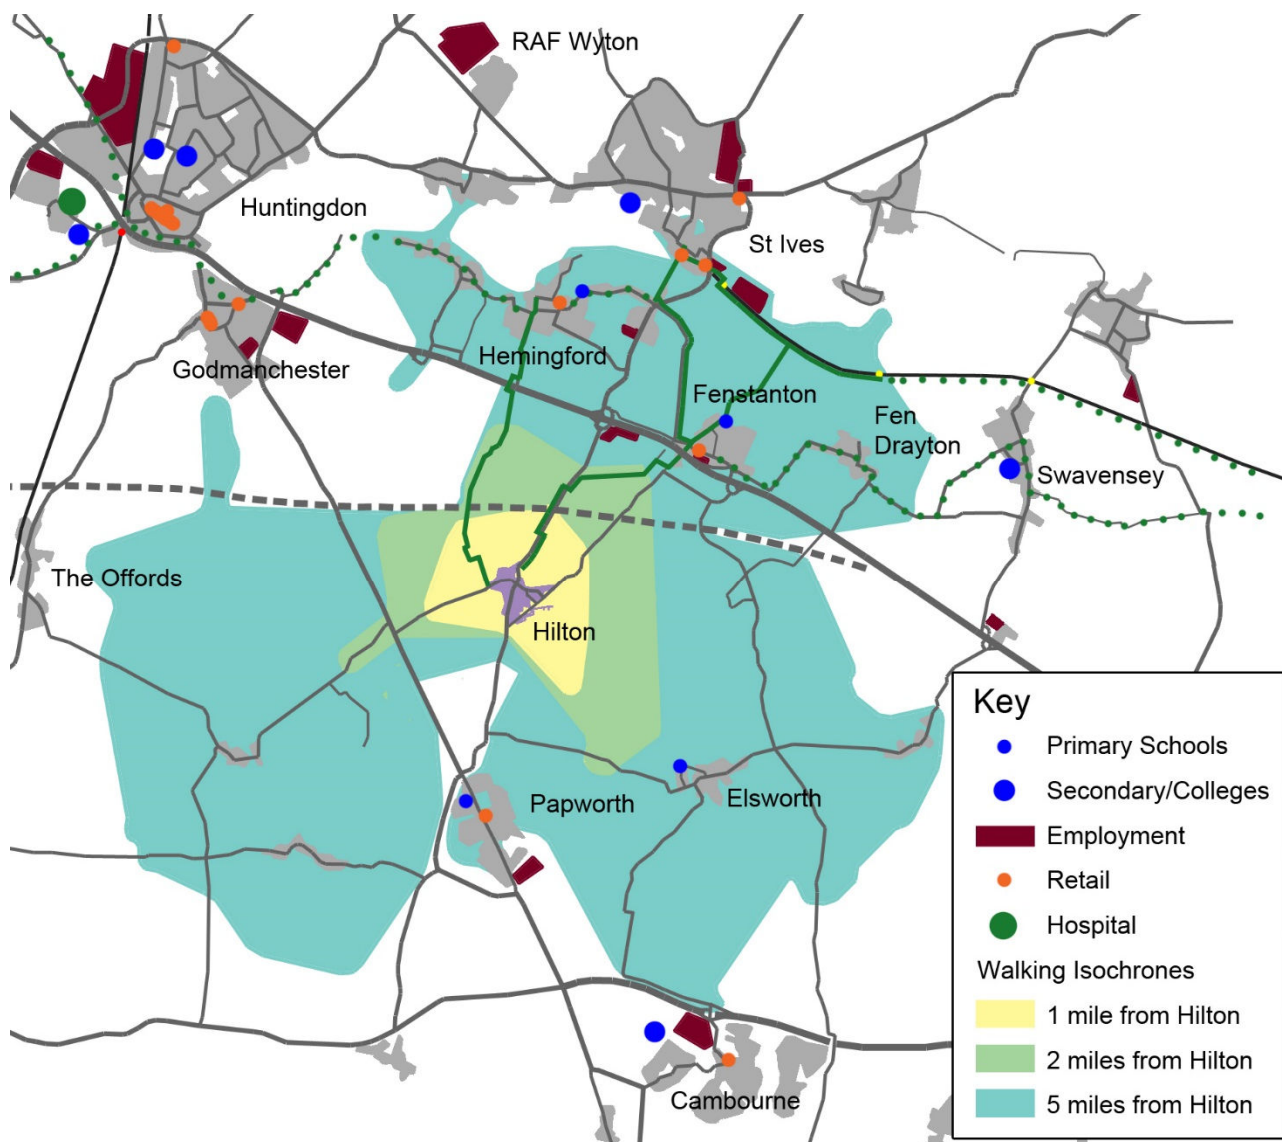 RAF Wyton
Huntingdon
St Ives
Hemingford
Godmanchester
Fenstanton
Fen
Drayton
Swavensey
The Offords
Hilton
Papworth
Elsworth
Cambourne
Key
Primary Schools
Secondary/Colleges
Employment
Retail
Hospital
Walking Isochrones
1 mile from Hilton
2 miles from Hilton
5 miles from Hilton